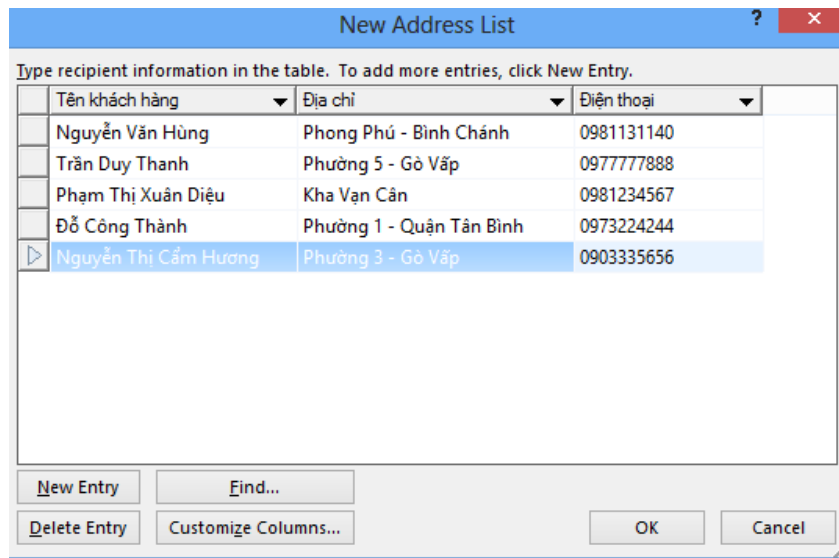 New Address List
Type recipient information in the table. To add more entries, click New Entry.
Tên khách hàng Địa chỉ Điện thoại
Nguyễn Văn Hùng Phong Phú - Bình Chánh 0981131140
Trần Duy Thanh Phường 5 - Gò Vấp 0977777888
Phạm Thị Xuân Diệu Kha Vạn Cân 0981234567
Đỗ Công Thành Phường 1 - Quận Tân Bình 0973224244
Nguyễn Thị Cẩm Hương Phường 3 - Gò Vấp 0903335656
New Entry Find...
Delete Entry Customize Columns... OK Cancel